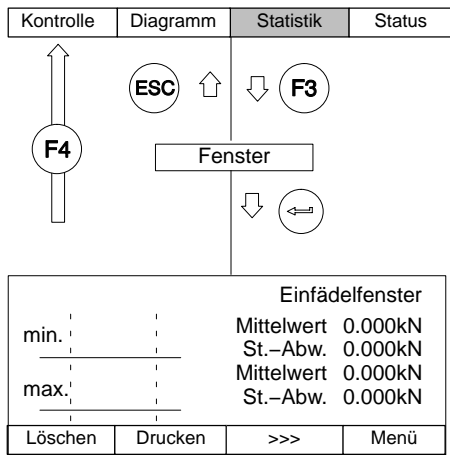 Kontrolle Diagramm Statistik Status
ESC F3
F4
Fenster
Einfädelfenster
min. Mittelwert 0.000kN
St.–Abw. 0.000kN
max. Mittelwert 0.000kN
St.–Abw. 0.000kN
Löschen Drucken >>> Menü